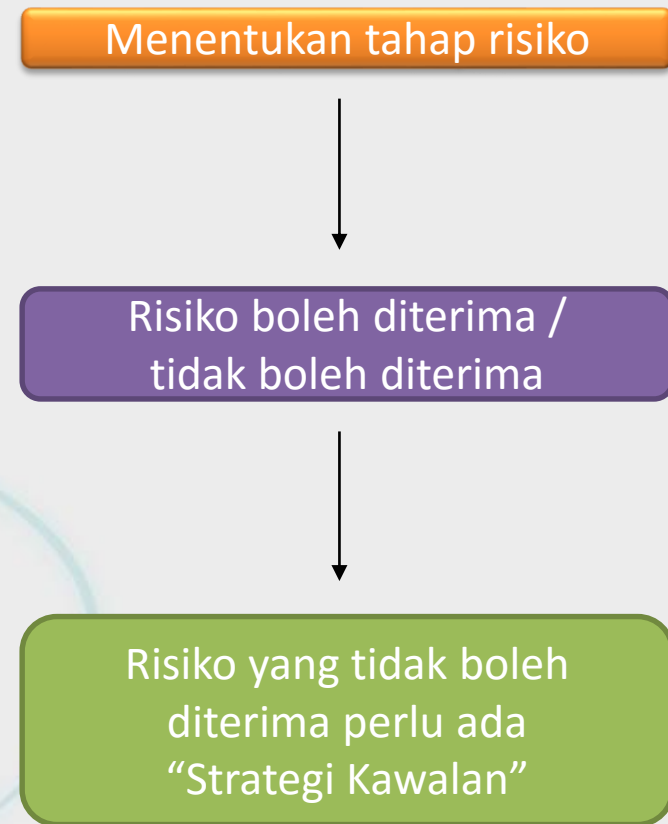 Menentukan tahap risiko
Risiko boleh diterima /
tidak boleh diterima
Risiko yang tidak boleh
diterima perlu ada
“Strategi Kawalan”